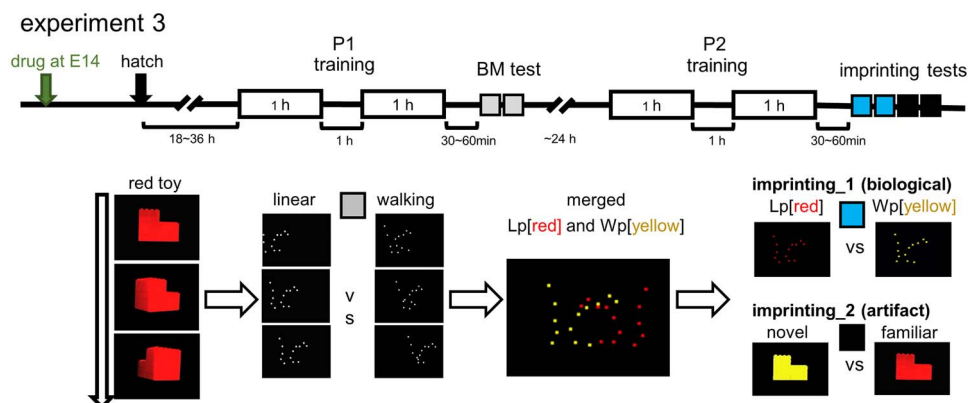 experiment 3
drug at E14
hatch
P1
training
BM test
P2
training
imprinting tests
1 h
1 h
1 h
1 h
18~36 h
1 h
30~60min
~24 h
1 h
30~60min
red toy
linear
walking
v
s
merged
Lp[red] and Wp[yellow]
imprinting_1 (biological)
Lp[red]
Wp[yellow]
vs
imprinting_2 (artifact)
novel
familiar
vs